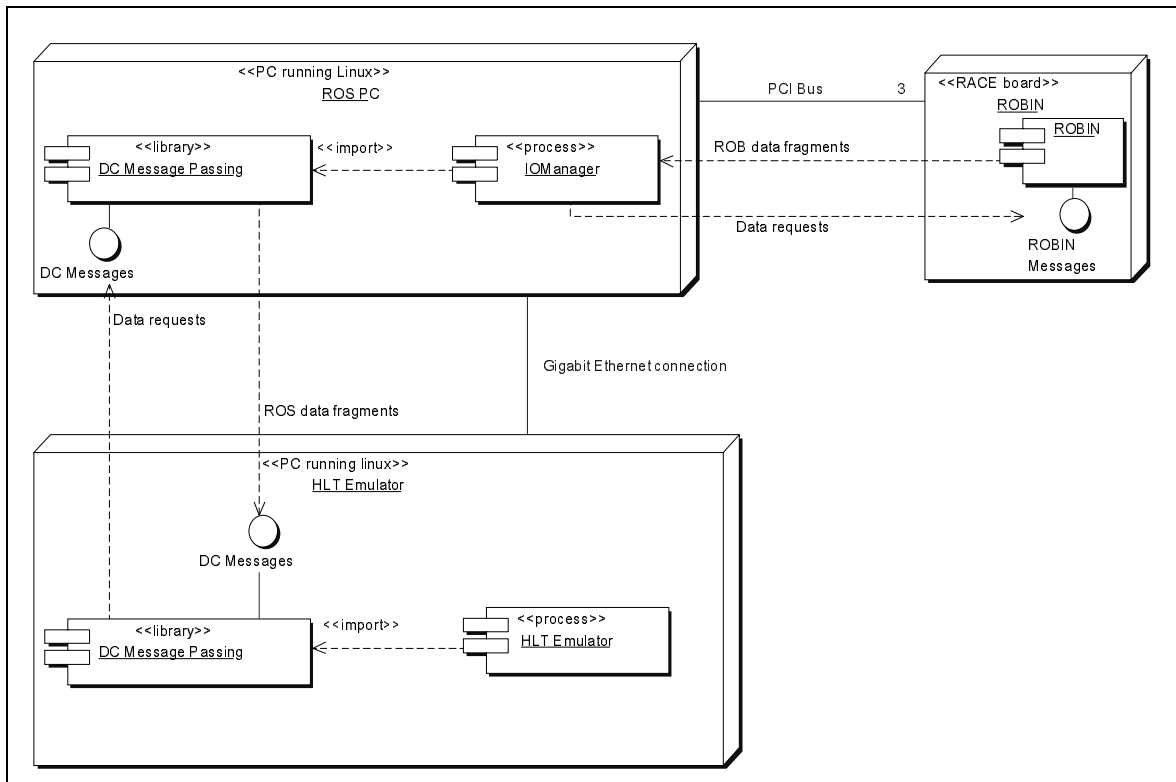 <<PC running Linux>>
ROS PC
<<library>>
DC Message Passing
<<import>>
<<process>>
IOManager
DC Messages
PCI Bus
3
<<RACE board>>
ROBIN
ROBIN
ROB data fragments
Data requests
ROBIN
Messages
Data requests
Gigabit Ethernet connection
ROS data fragments
<<PC running linux>>
HLT Emulator
DC Messages
<<library>>
DC Message Passing
<<import>>
<<process>>
HLT Emulator